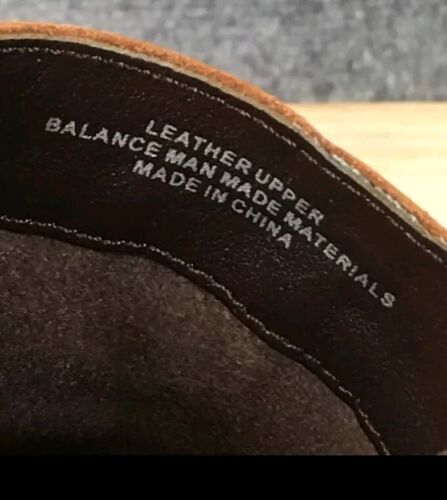 LEATHER UPPER
BALANCE MAN MADE MATERIALS
MADE IN CHINA